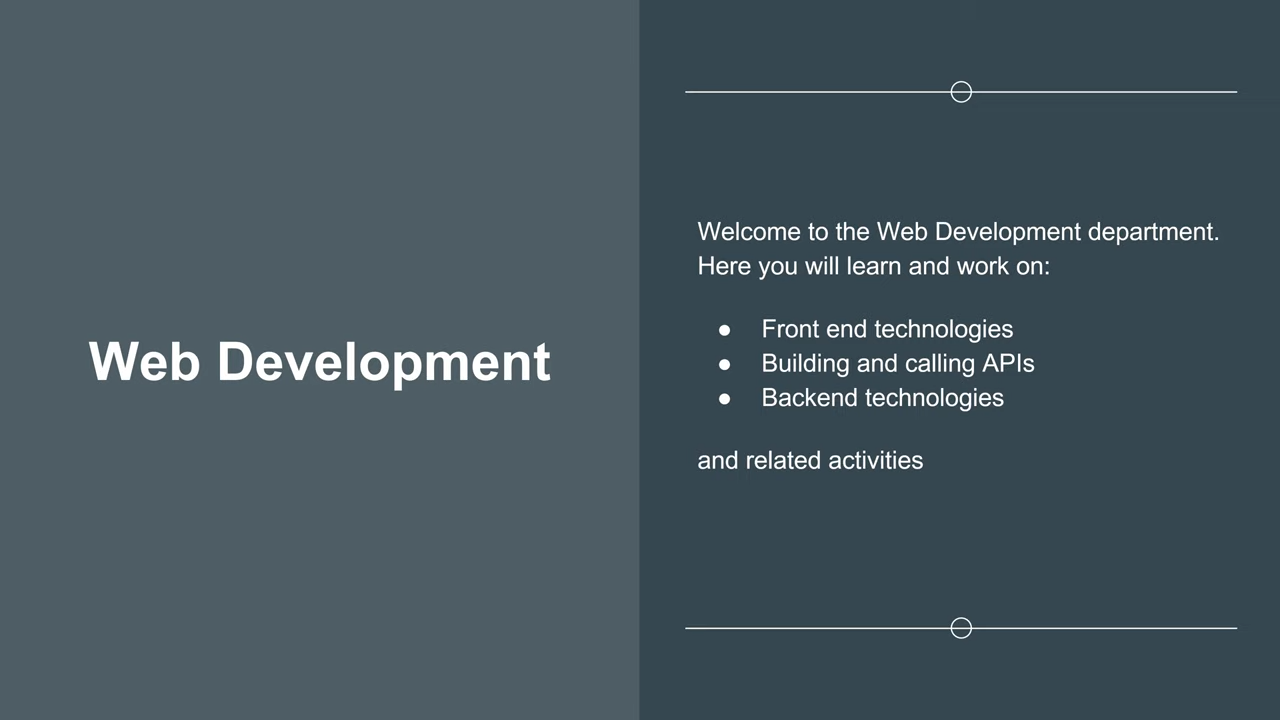 Web Development
Welcome to the Web Development department.
Here you will learn and work on:
● Front end technologies
● Building and calling APIs
● Backend technologies
and related activities